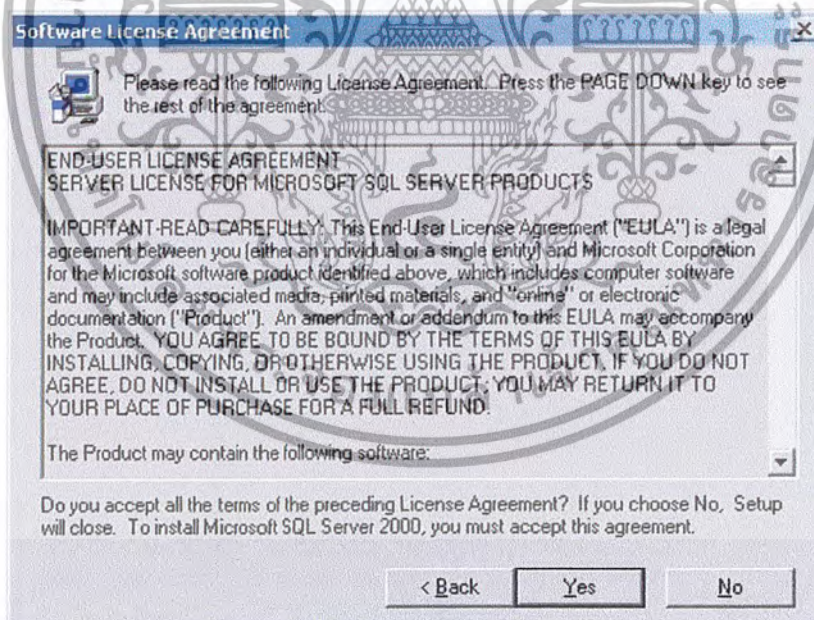 Software License Agreement
Please read the following License Agreement. Press the PAGE DOWN key to see
the rest of the agreement.
END-USER LICENSE AGREEMENT
SERVER LICENSE FOR MICROSOFT SQL SERVER PRODUCTS
IMPORTANT-READ CAREFULLY: This End-User License Agreement ("EULA") is a legal
agreement between you (either an individual or a single entity) and Microsoft Corporation
for the Microsoft software product identified above, which includes computer software
and may include associated media, printed materials, and "online" or electronic
documentation ("Product"). An amendment or addendum to this EULA may accompany
the Product. YOU AGREE TO BE BOUND BY THE TERMS OF THIS EULA BY
INSTALLING, COPYING, OR OTHERWISE USING THE PRODUCT. IF YOU DO NOT
AGREE, DO NOT INSTALL OR USE THE PRODUCT; YOU MAY RETURN IT TO
YOUR PLACE OF PURCHASE FOR A FULL REFUND.
The Product may contain the following software:
Do you accept all the terms of the preceding License Agreement? If you choose No, Setup
will close. To install Microsoft SQL Server 2000, you must accept this agreement.
< Back Yes No